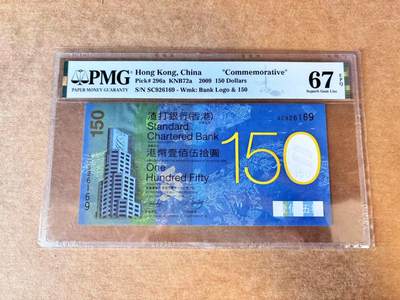 PMG
PAPER MONEY GUARANTY
Hong Kong, China "Commemorative"
Pick# 296a KNB72a 2009 150 Dollars
S/N SC926169 - Wmk: Bank Logo & 150
67 EPQ
Superb Gem Unc
SC926169
渣打銀行(香港)
Standard
Chartered Bank
港幣壹佰伍拾圓
One
Hundred Fifty
150
150